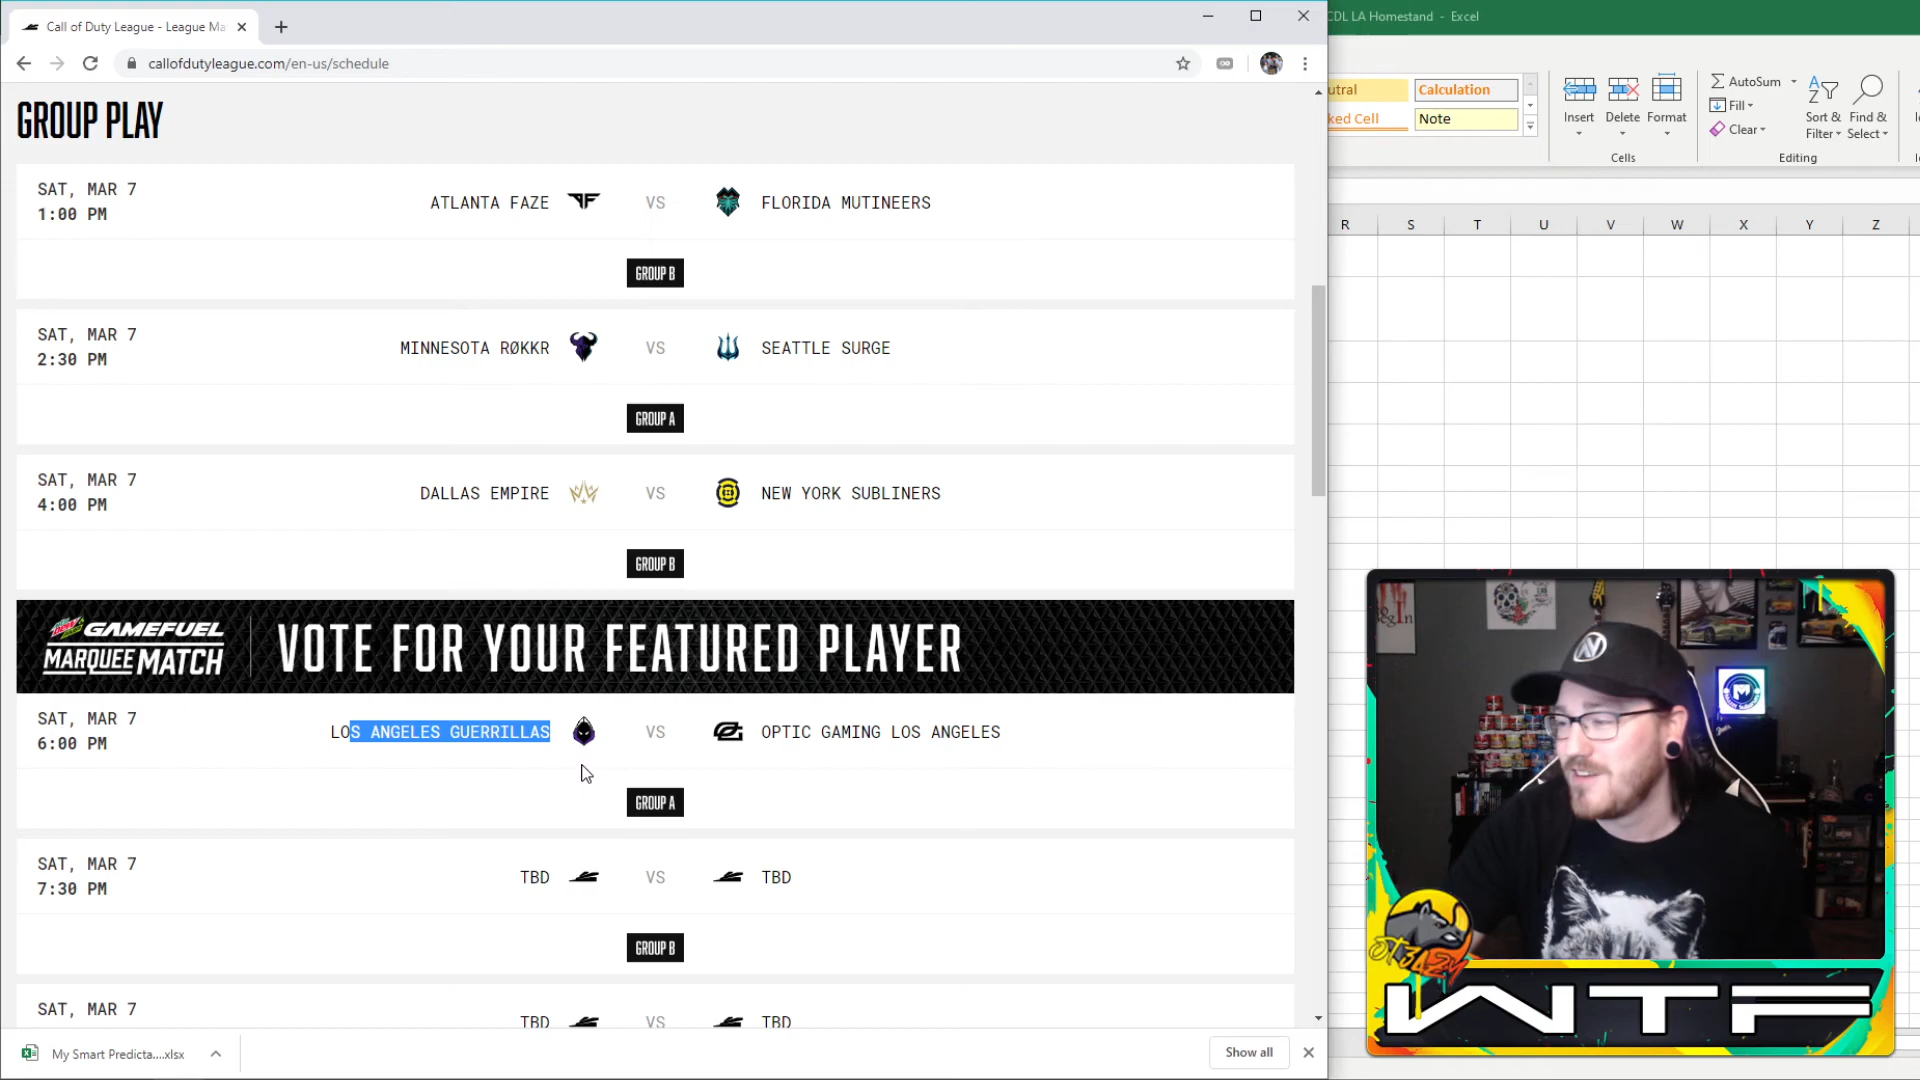 Call of Duty League - League Ma
CDL LA Homestand - Excel
callofdutyleague.com/en-us/schedule
GROUP PLAY
SAT, MAR 7
1:00 PM
ATLANTA FAZE VS FLORIDA MUTINEERS
GROUP B
SAT, MAR 7
2:30 PM
MINNESOTA RØKKR VS SEATTLE SURGE
GROUP A
SAT, MAR 7
4:00 PM
DALLAS EMPIRE VS NEW YORK SUBLINERS
GROUP B
GAMEFUEL
MARQUEE MATCH
VOTE FOR YOUR FEATURED PLAYER
SAT, MAR 7
6:00 PM
LOS ANGELES GUERRILLAS VS OPTIC GAMING LOS ANGELES
GROUP A
SAT, MAR 7
7:30 PM
TBD VS TBD
GROUP B
SAT, MAR 7
TBD VS TBD
My Smart Predicta....xlsx
Show all
utral
Calculation
ked Cell
Note
Insert
Delete
Format
Cells
AutoSum
Fill
Clear
Sort &
Filter
Find &
Select
Editing
R S T U V W X Y Z
OT3AZY
WTF